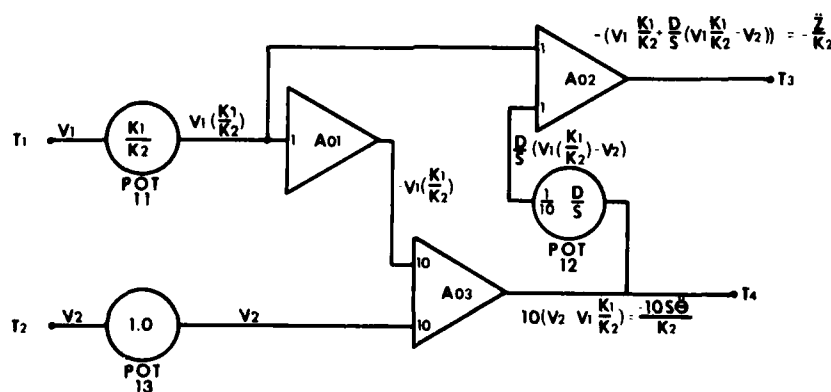 -(V1 K1/K2 + D/S (V1 K1/K2 - V2)) = - Z̈/K2
1
A02
T3
T1
V1
K1/K2
V1(K1/K2)
POT
11
1
A01
1
D/S (V1(K1/K2) - V2)
-V1(K1/K2)
1/10 D/S
POT
12
10
A03
T4
T2
V2
1.0
V2
10
10(V2 V1 K1/K2) = -10SΘ̈/K2
POT
13